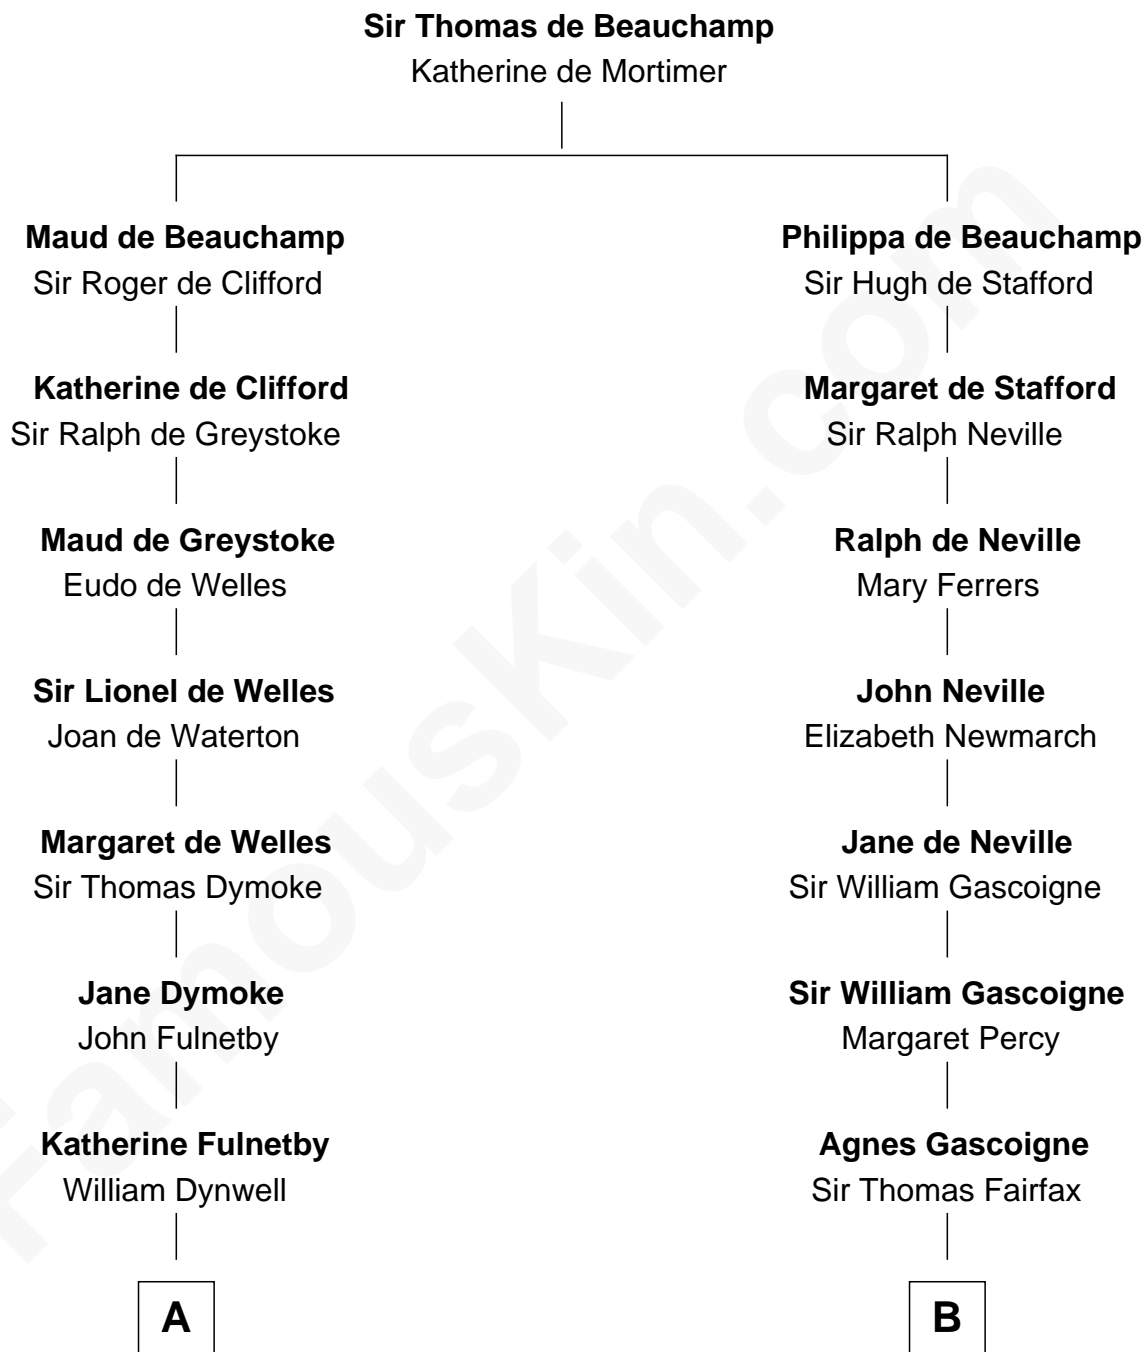 Sir Thomas de Beauchamp
Katherine de Mortimer
Maud de Beauchamp
Sir Roger de Clifford
Philippa de Beauchamp
Sir Hugh de Stafford
Katherine de Clifford
Sir Ralph de Greystoke
Margaret de Stafford
Sir Ralph Neville
Maud de Greystoke
Eudo de Welles
Ralph de Neville
Mary Ferrers
Sir Lionel de Welles
Joan de Waterton
John Neville
Elizabeth Newmarch
Margaret de Welles
Sir Thomas Dymoke
Jane de Neville
Sir William Gascoigne
Jane Dymoke
John Fulnetby
Sir William Gascoigne
Margaret Percy
Katherine Fulnetby
William Dynwell
Agnes Gascoigne
Sir Thomas Fairfax
A
B
FamousKin.com